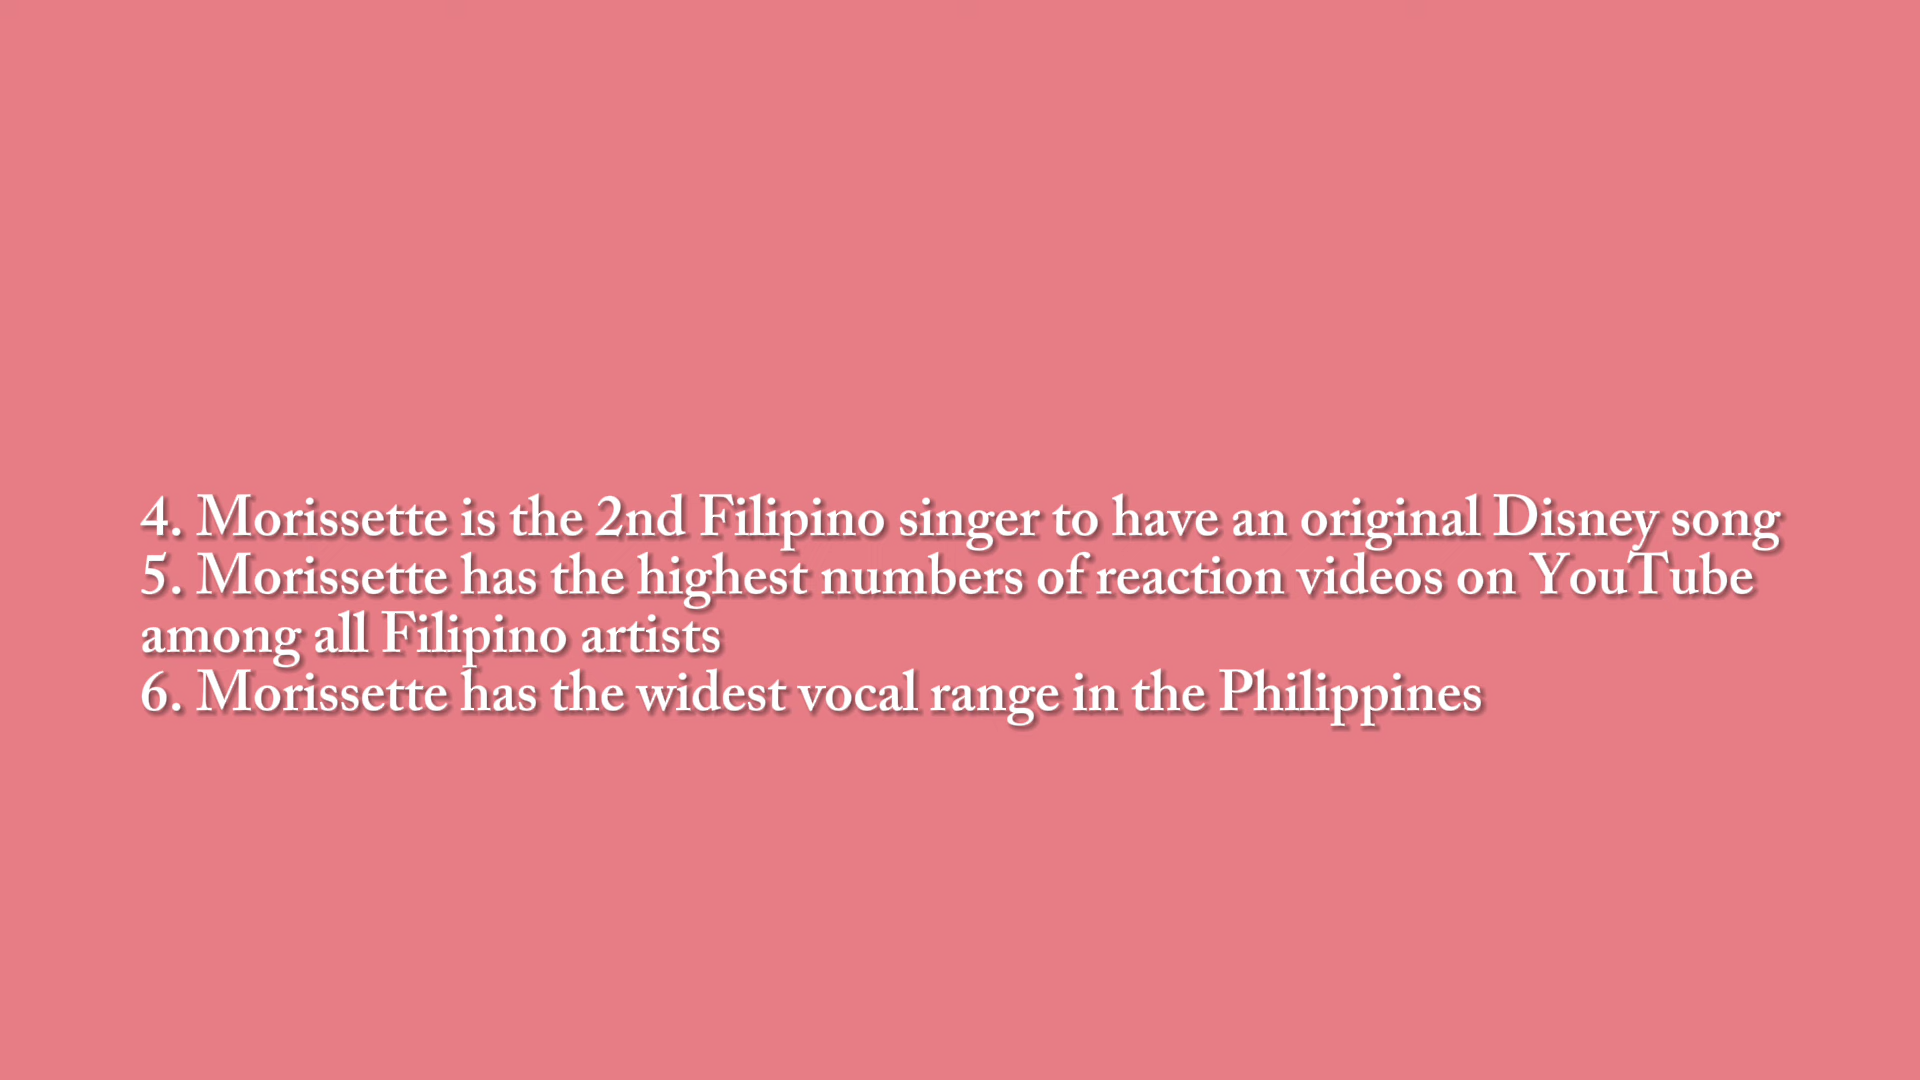 4. Morissette is the 2nd Filipino singer to have an original Disney song
5. Morissette has the highest numbers of reaction videos on YouTube
among all Filipino artists
6. Morissette has the widest vocal range in the Philippines